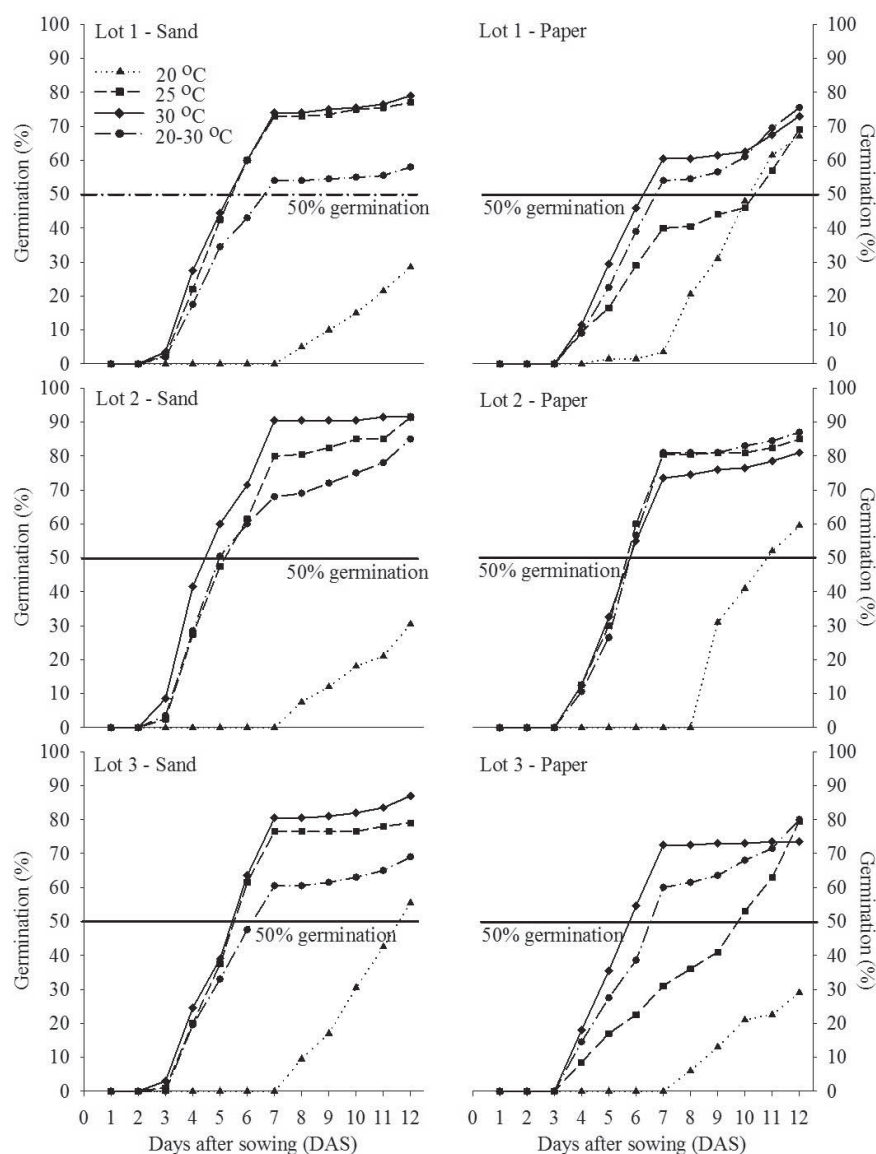 Lot 1 - Sand
Germination (%)
100
90
80
70
60
50
40
30
20
10
0
20 °C
25 °C
30 °C
20-30 °C
50% germination
Lot 1 - Paper
50% germination
100
90
80
70
60
50
40
30
20
10
0
Germination (%)
Lot 2 - Sand
Germination (%)
100
90
80
70
60
50
40
30
20
10
0
50% germination
Lot 2 - Paper
50% germination
100
90
80
70
60
50
40
30
20
10
0
Germination (%)
Lot 3 - Sand
Germination (%)
100
90
80
70
60
50
40
30
20
10
0
50% germination
0 1 2 3 4 5 6 7 8 9 10 11 12
Days after sowing (DAS)
Lot 3 - Paper
50% germination
100
90
80
70
60
50
40
30
20
10
0
Germination (%)
0 1 2 3 4 5 6 7 8 9 10 11 12
Days after sowing (DAS)